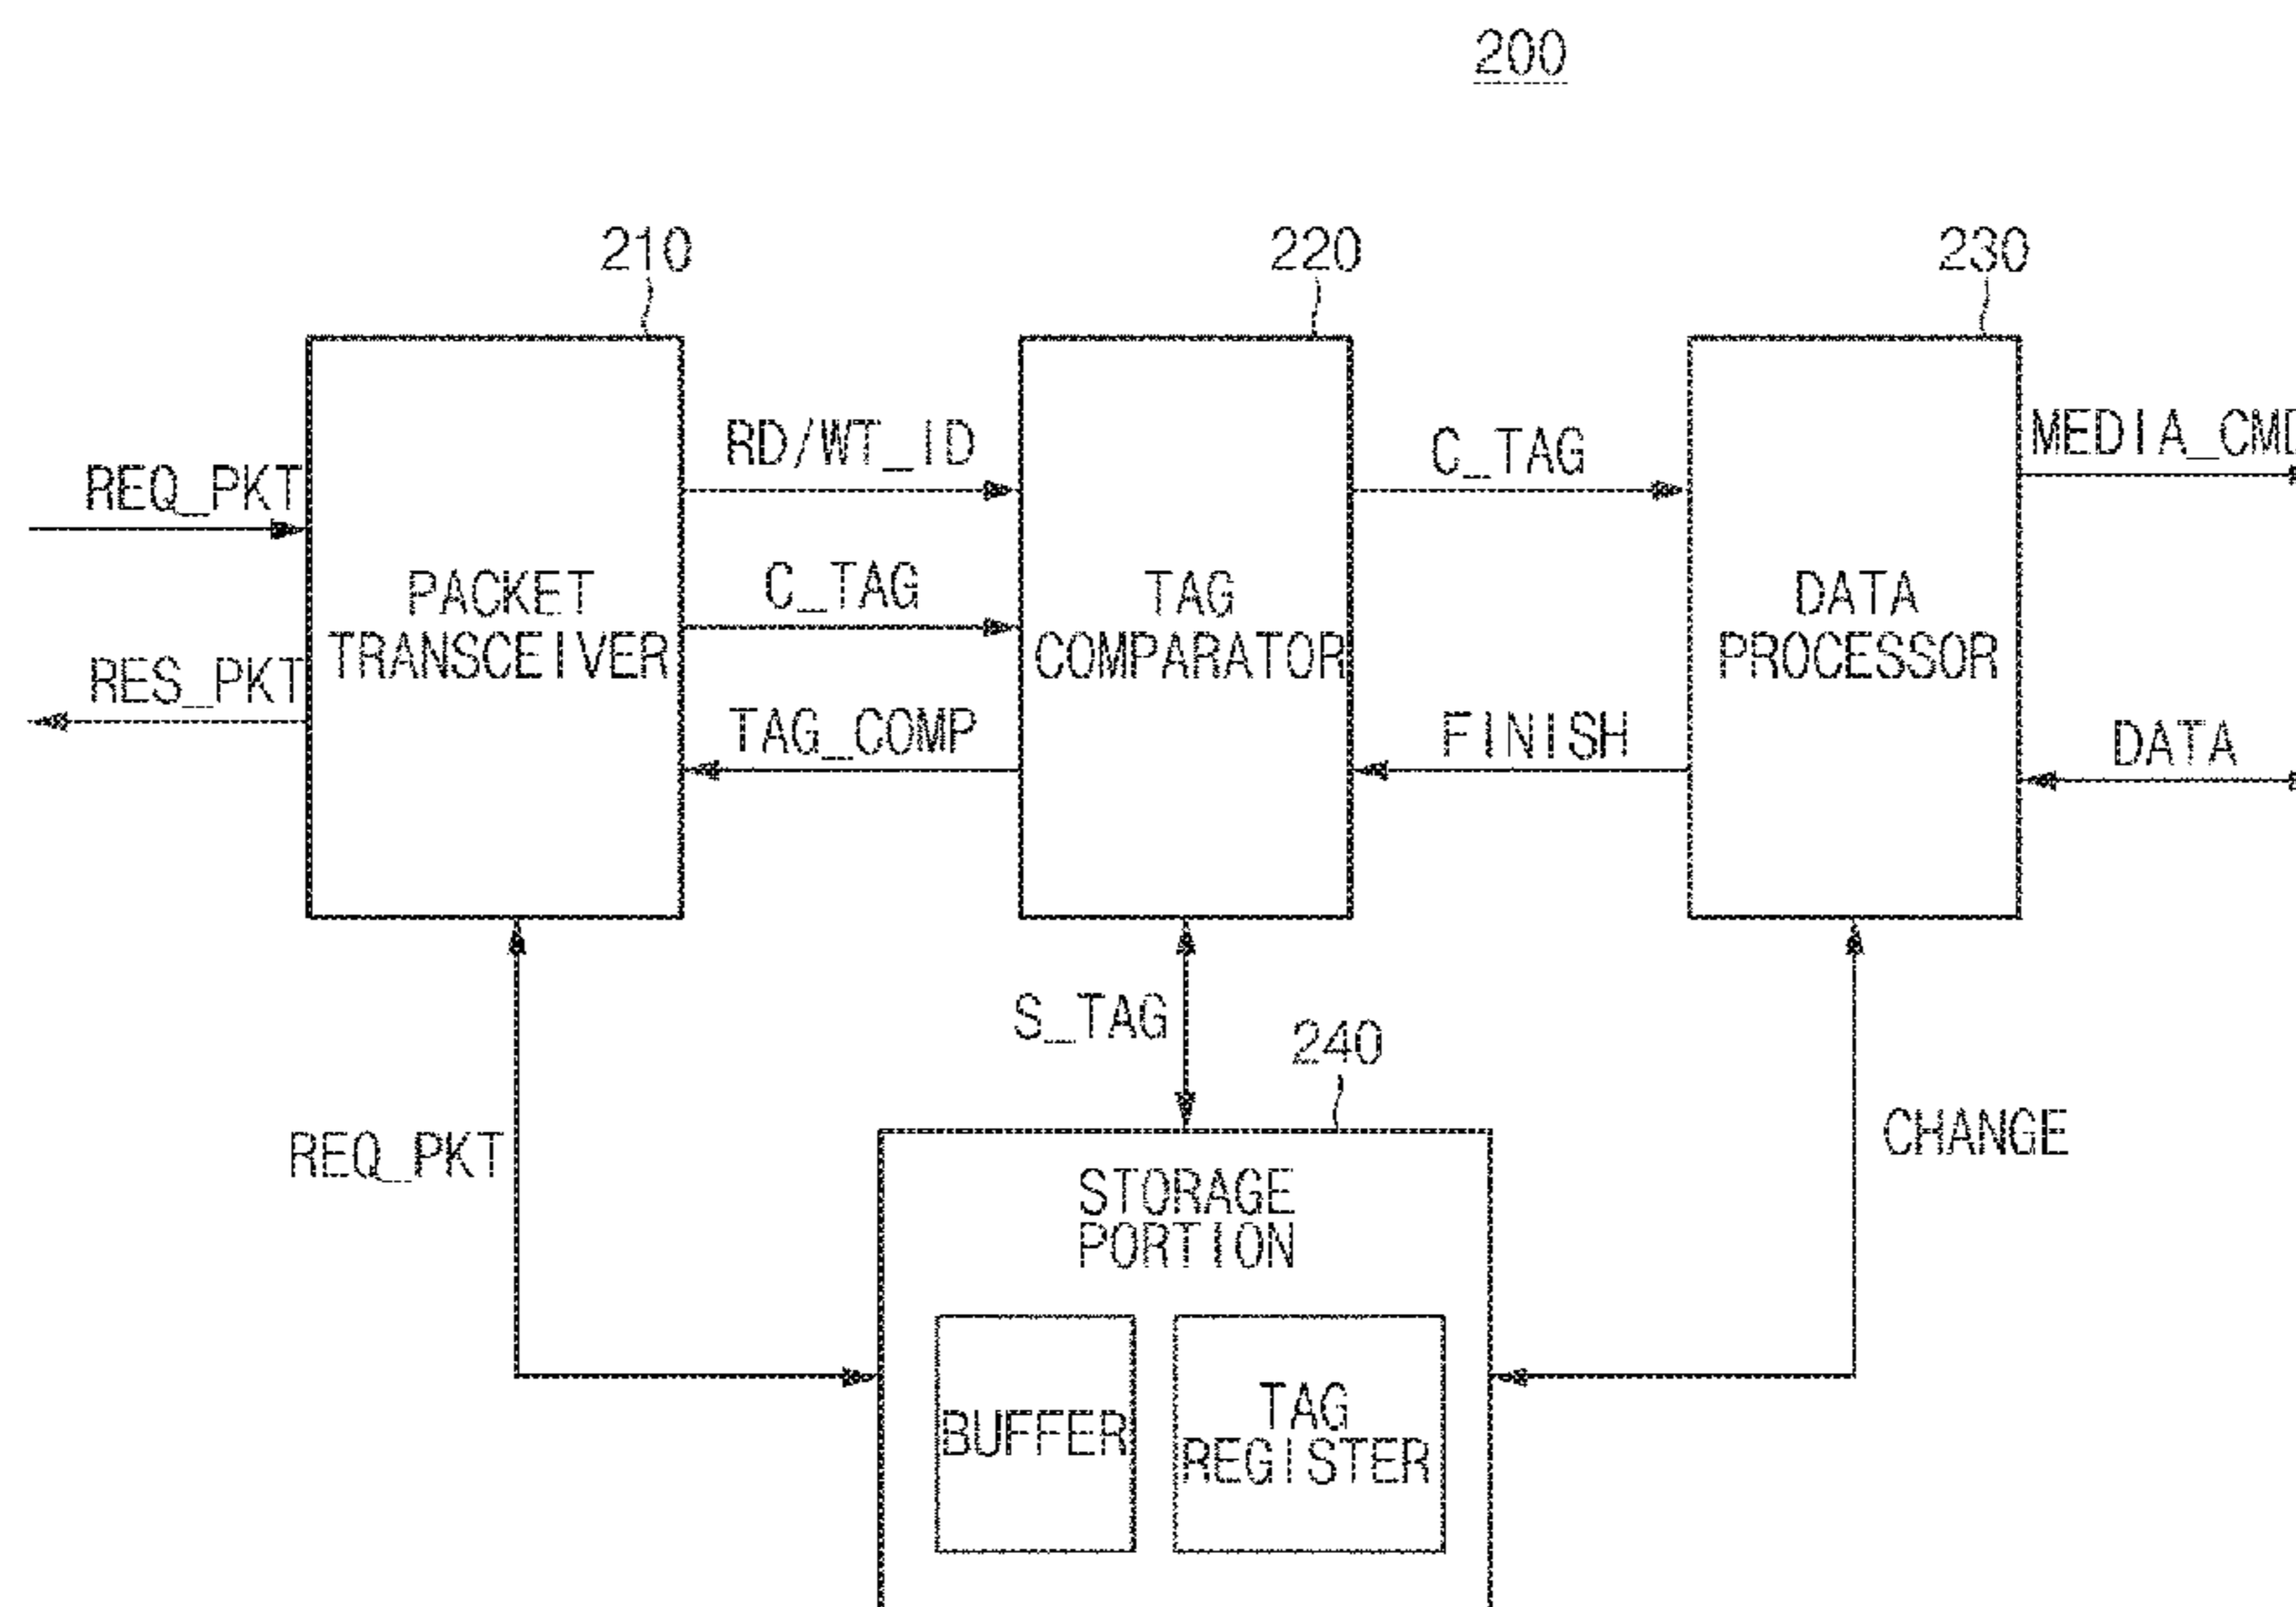 200
210
220
230
REQ_PKT
RES_PKT
PACKET
TRANSCEIVER
RD/WT_ID
C_TAG
TAG_COMP
TAG
COMPARATOR
C_TAG
FINISH
DATA
PROCESSOR
MEDIA_CMD
DATA
REQ_PKT
S_TAG
240
CHANGE
STORAGE
PORTION
BUFFER
TAG
REGISTER